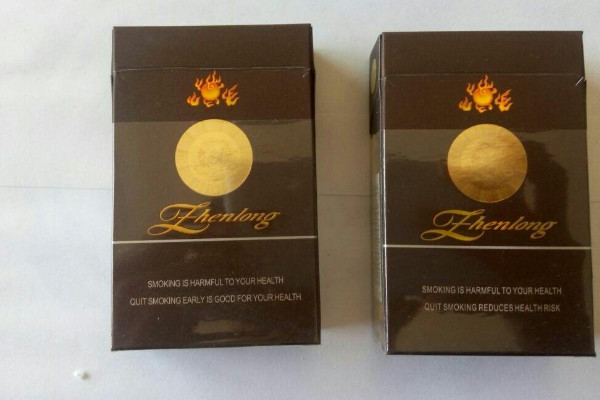 Zhenlong
SMOKING IS HARMFUL TO YOUR HEALTH
QUIT SMOKING EARLY IS GOOD FOR YOUR HEALTH
Zhenlong
SMOKING IS HARMFUL TO YOUR HEALTH
QUIT SMOKING REDUCES HEALTH RISK